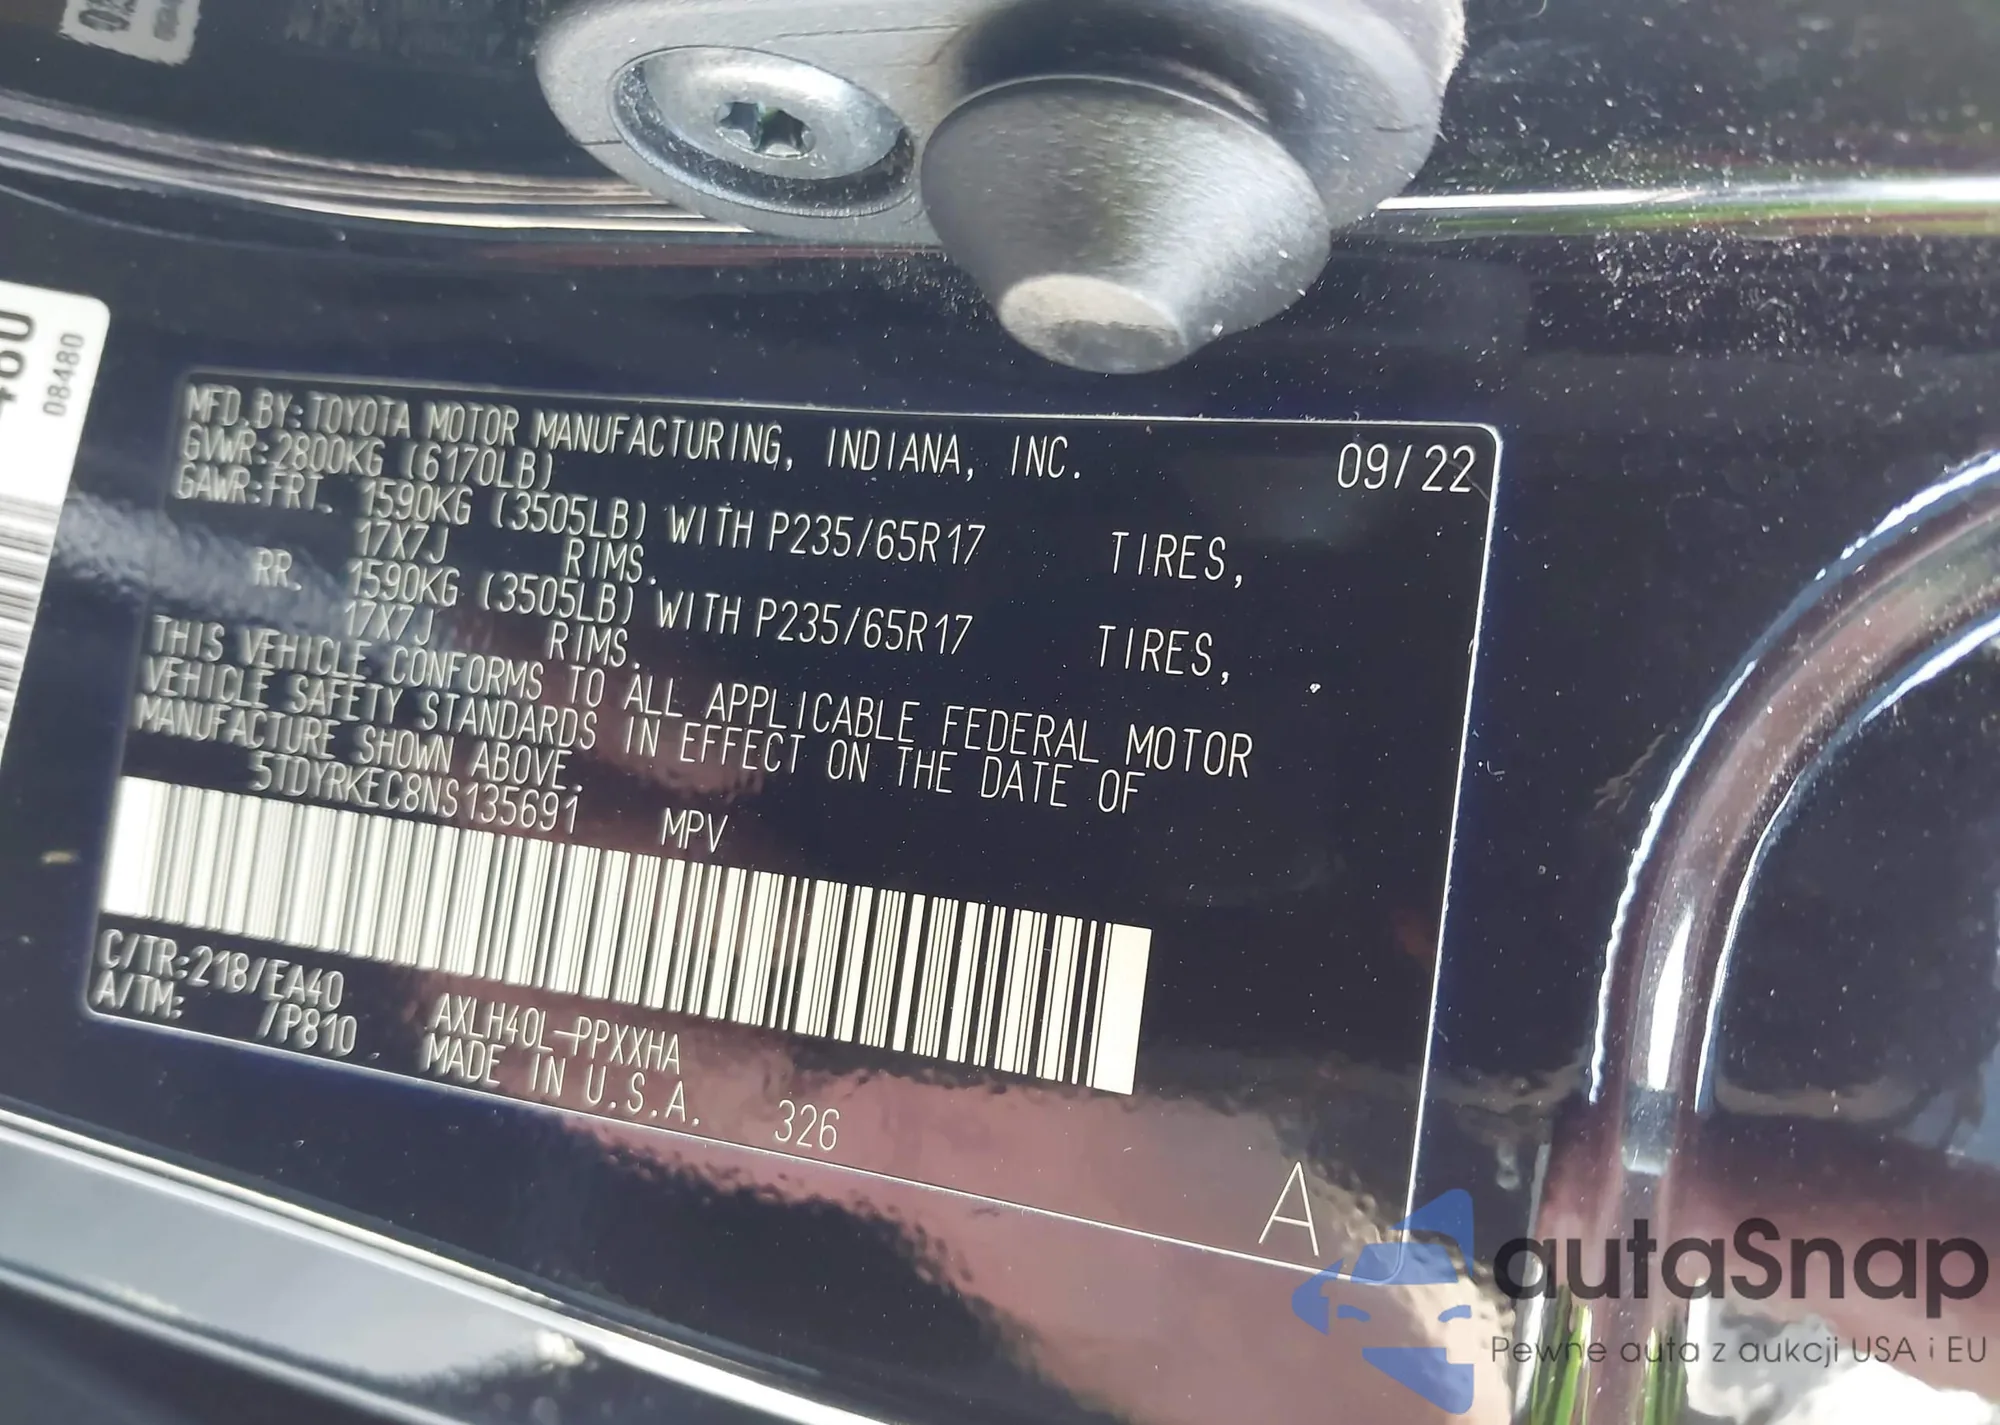 08480
MFD.BY:TOYOTA MOTOR MANUFACTURING, INDIANA, INC. 09/22
GVWR:2800KG (6170LB)
GAWR:FRT. 1590KG (3505LB) WITH P235/65R17 TIRES,
17X7J RIMS.
RR. 1590KG (3505LB) WITH P235/65R17 TIRES,
17X7J RIMS.
THIS VEHICLE CONFORMS TO ALL APPLICABLE FEDERAL MOTOR
VEHICLE SAFETY STANDARDS IN EFFECT ON THE DATE OF
MANUFACTURE SHOWN ABOVE.
5TDYRKEC8NS135691 MPV
C/TR:218/EA40 AXLH40L-PPXXHA
A/TM: /P810 MADE IN U.S.A. 326
A
autaSnap
Pewne auta z aukcji USA i EU